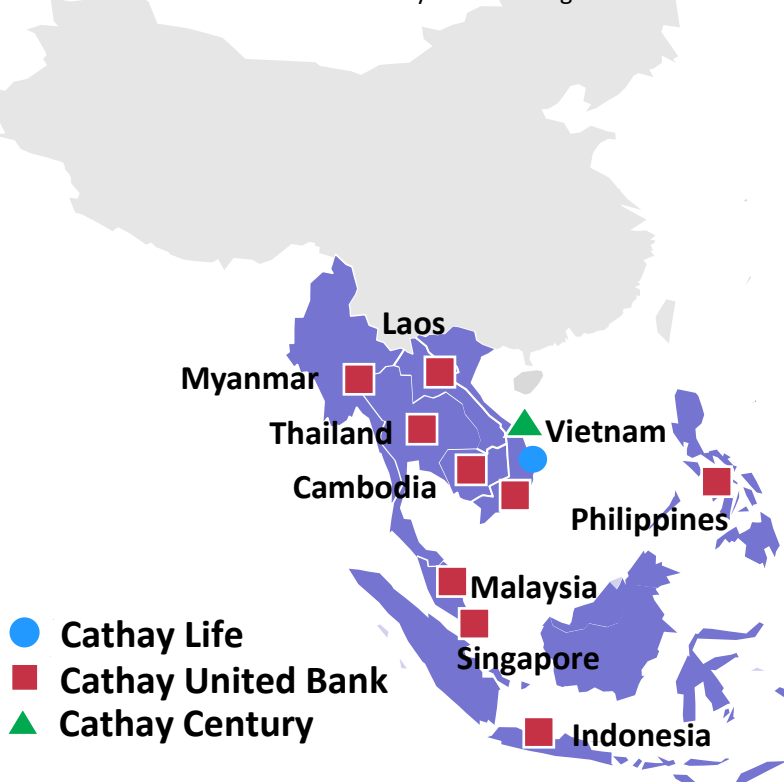 Laos
Myanmar
Thailand
Vietnam
Cambodia
Philippines
Malaysia
Singapore
Indonesia
Cathay Life
Cathay United Bank
Cathay Century